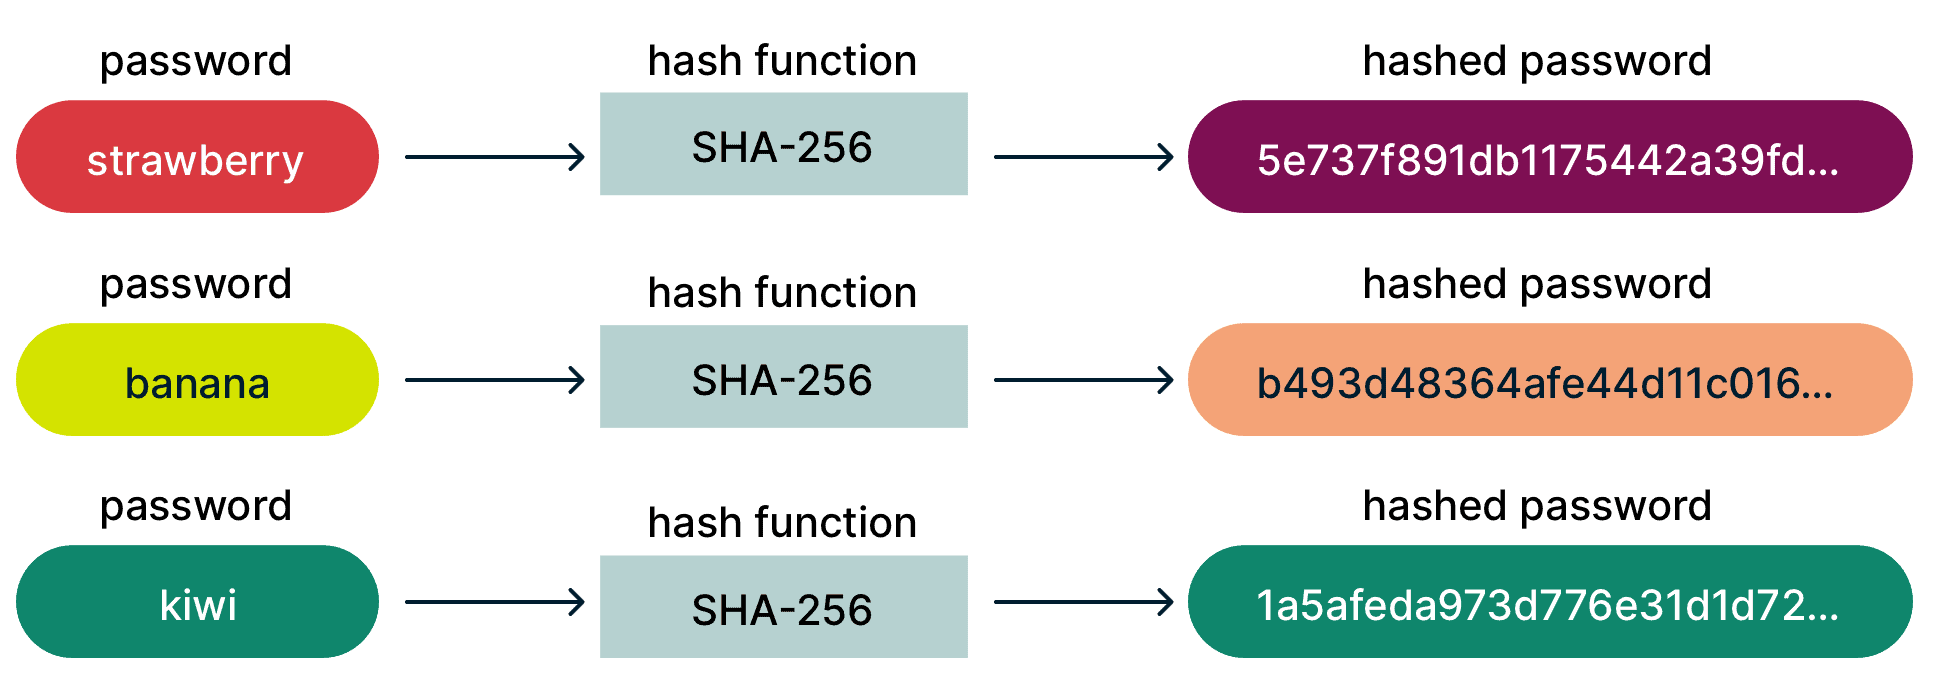 password
hash function
hashed password
strawberry
SHA-256
5e737f891db1175442a39fd...
password
hash function
hashed password
banana
SHA-256
b493d48364afe44d11c016...
password
hash function
hashed password
kiwi
SHA-256
1a5afeda973d776e31d1d72...